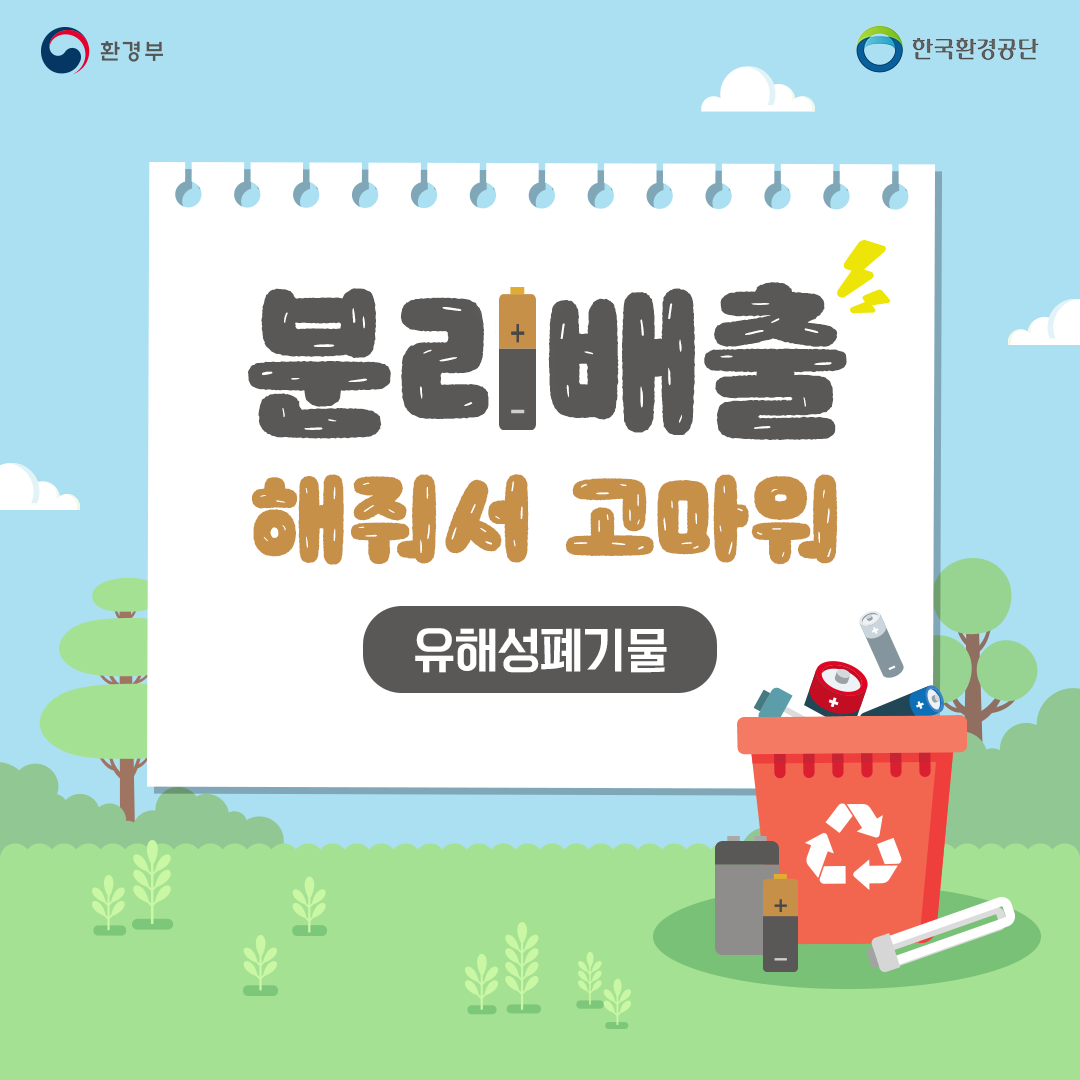 환경부
한국환경공단
분리배출
해줘서 고마워
유해성폐기물